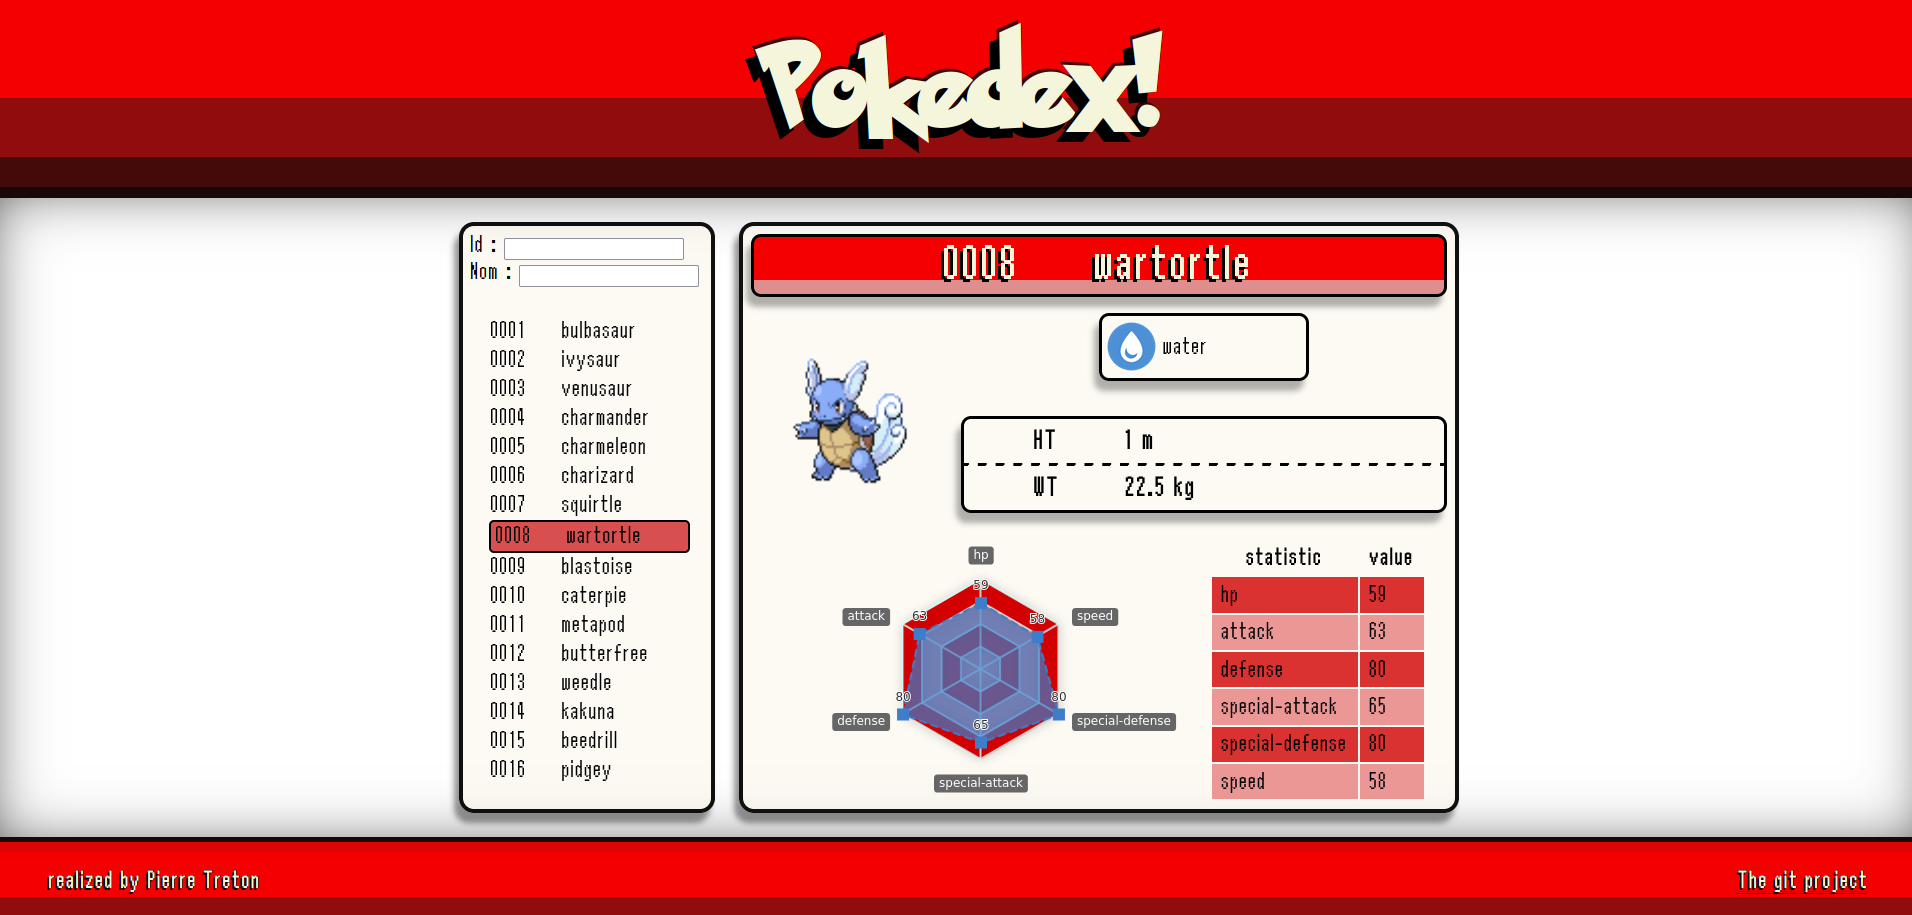 Pokedex!
Id :
Nom :
0001 bulbasaur
0002 ivysaur
0003 venusaur
0004 charmander
0005 charmeleon
0006 charizard
0007 squirtle
0008 wartortle
0009 blastoise
0010 caterpie
0011 metapod
0012 butterfree
0013 weedle
0014 kakuna
0015 beedrill
0016 pidgey
0008 wartortle
water
HT 1 m
WT 22.5 kg
hp
59
attack 63
58 speed
defense 80
80 special-defense
65
special-attack
statistic value
hp 59
attack 63
defense 80
special-attack 65
special-defense 80
speed 58
realized by Pierre Treton
The git project